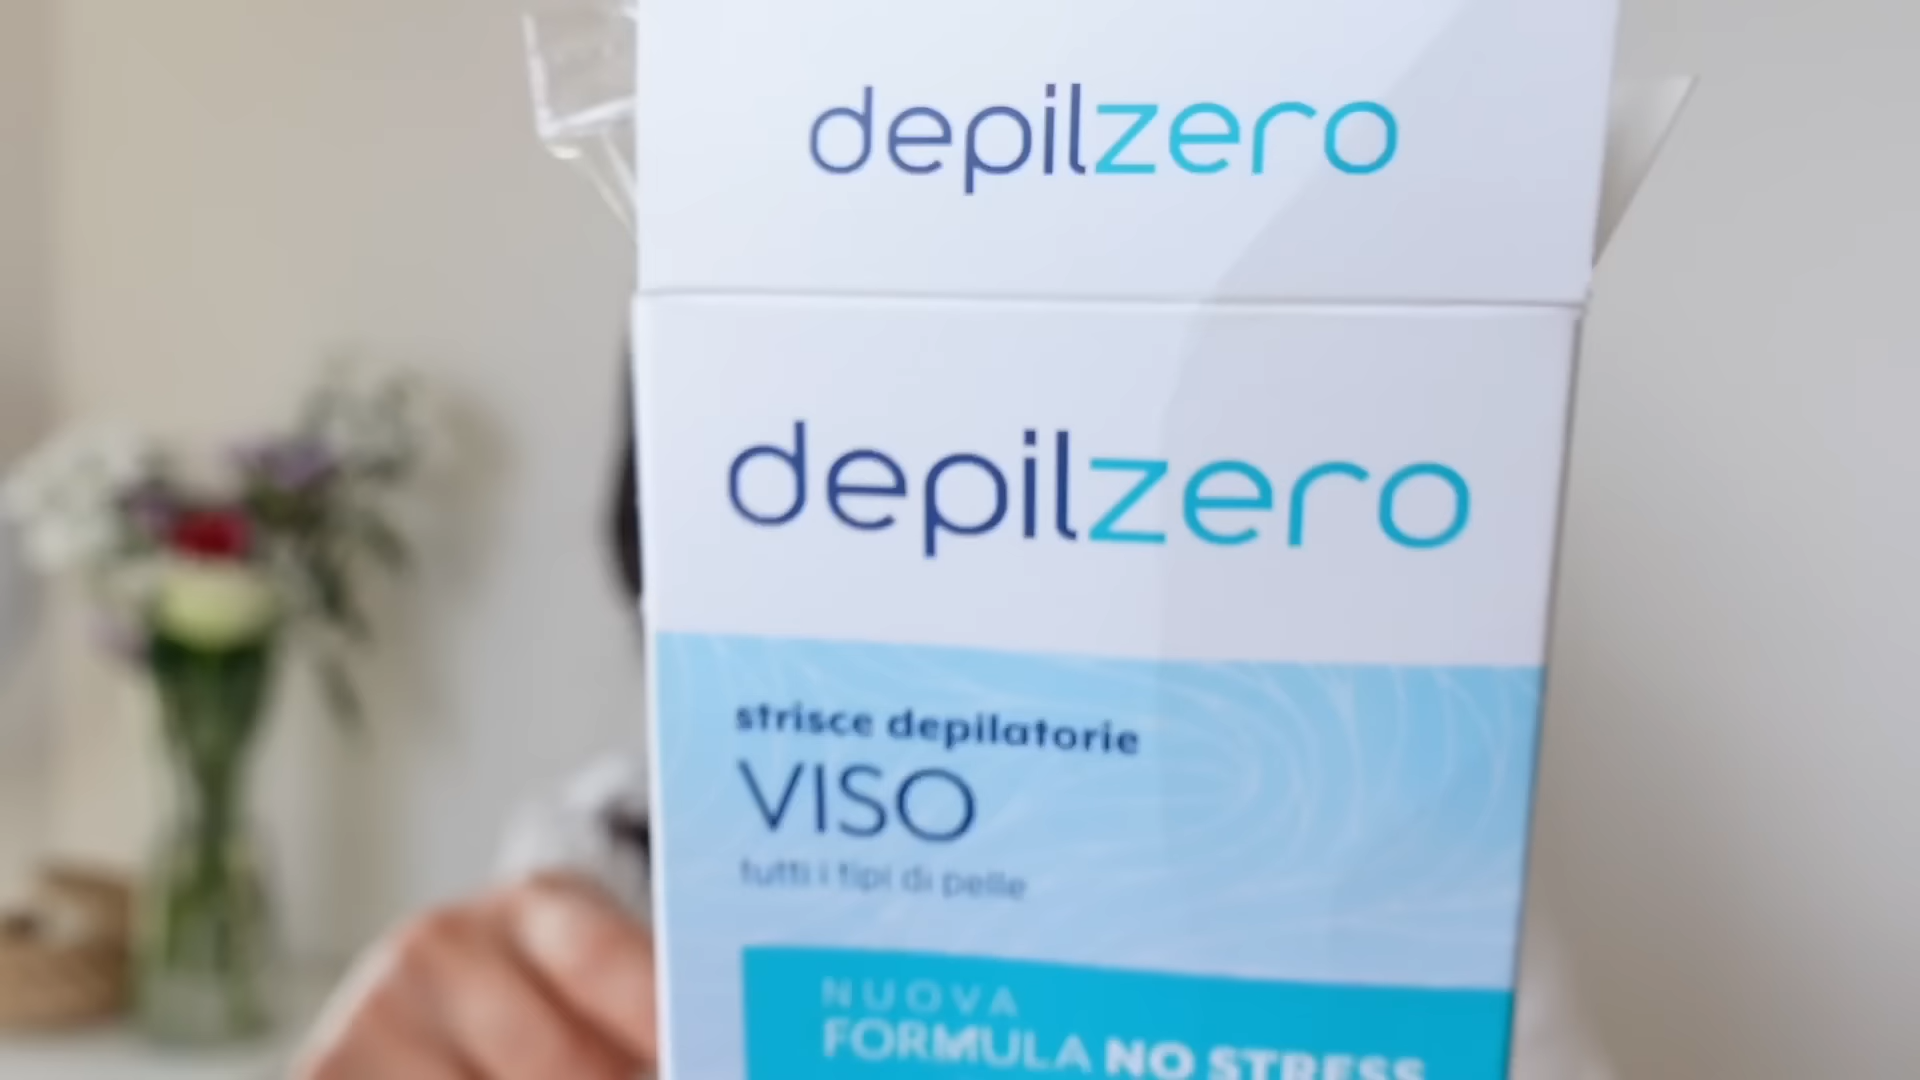 depilzero
depilzero
strisce depilatorie
VISO
tutti i tipi di pelle
NUOVA
FORMULA NO STRESS